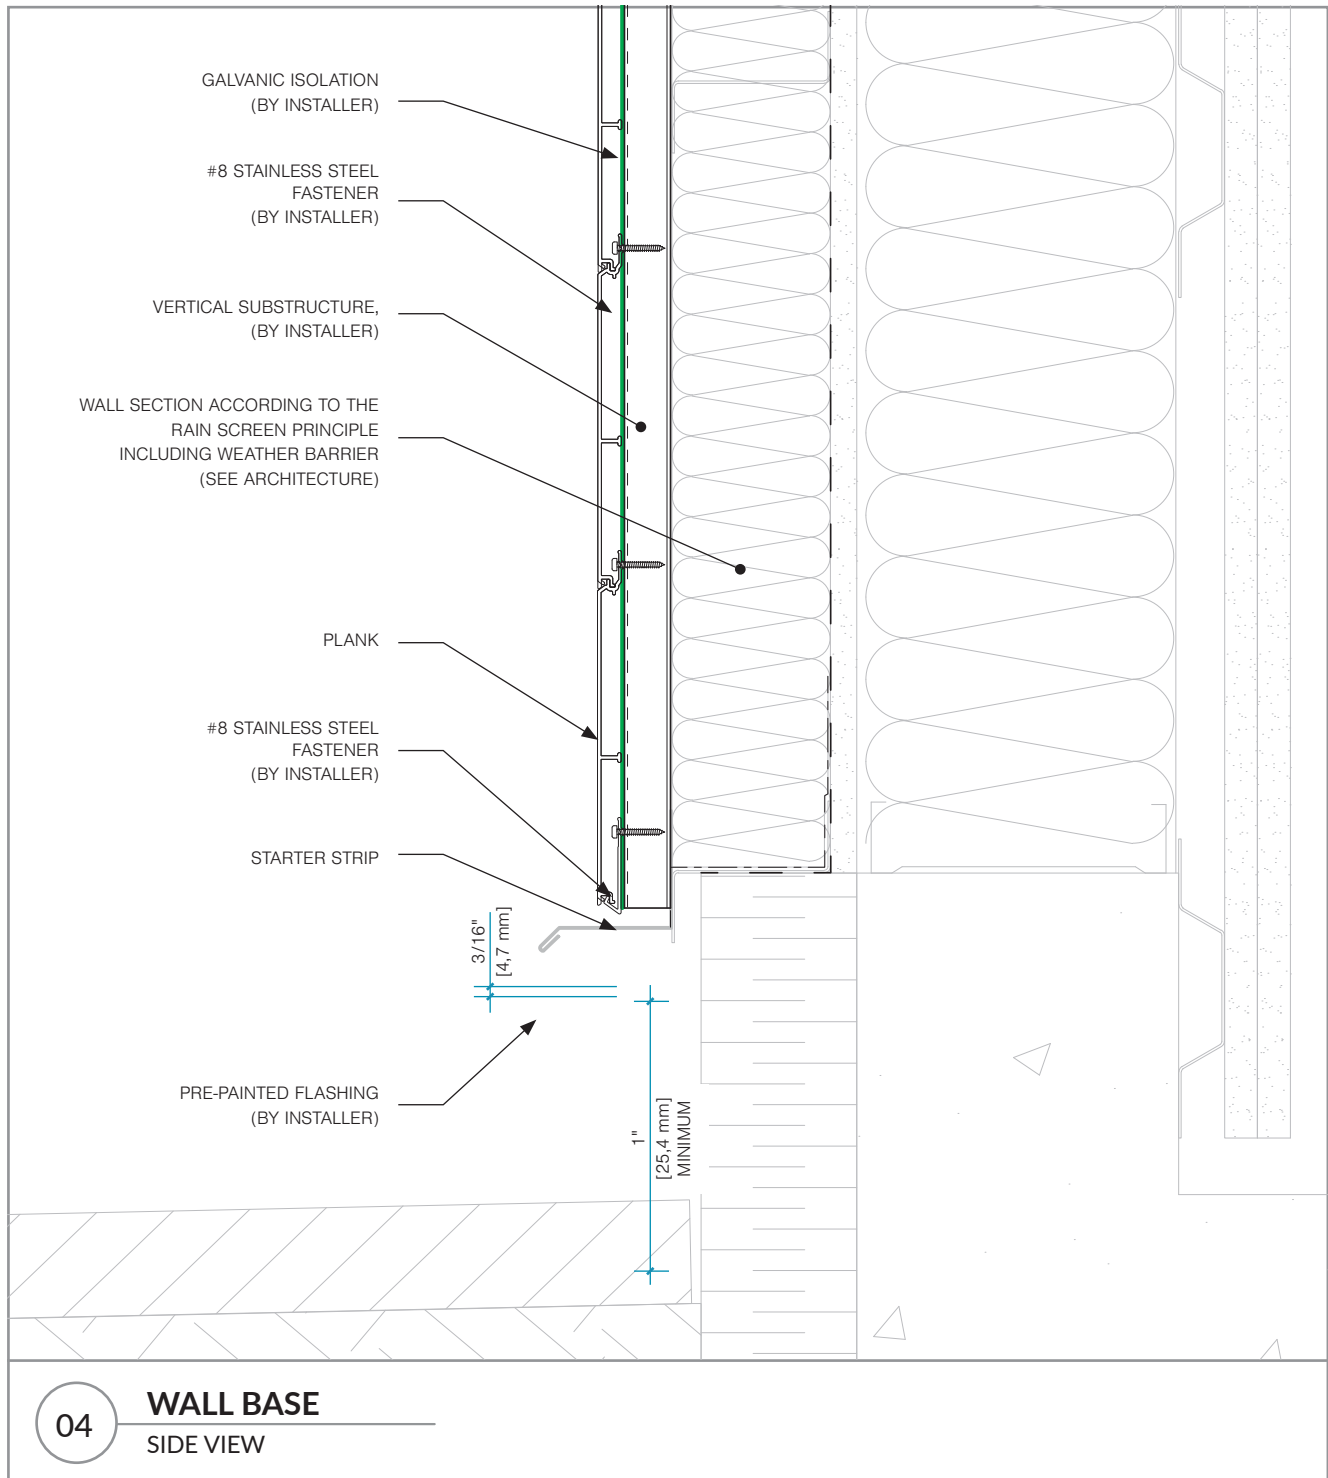 GALVANIC ISOLATION
(BY INSTALLER)
#8 STAINLESS STEEL
FASTENER
(BY INSTALLER)
VERTICAL SUBSTRUCTURE,
(BY INSTALLER)
WALL SECTION ACCORDING TO THE
RAIN SCREEN PRINCIPLE
INCLUDING WEATHER BARRIER
(SEE ARCHITECTURE)
PLANK
#8 STAINLESS STEEL
FASTENER
(BY INSTALLER)
STARTER STRIP
3/16"
[4,7 mm]
PRE-PAINTED FLASHING
(BY INSTALLER)
1"
[25,4 mm]
MINIMUM
04
WALL BASE
SIDE VIEW